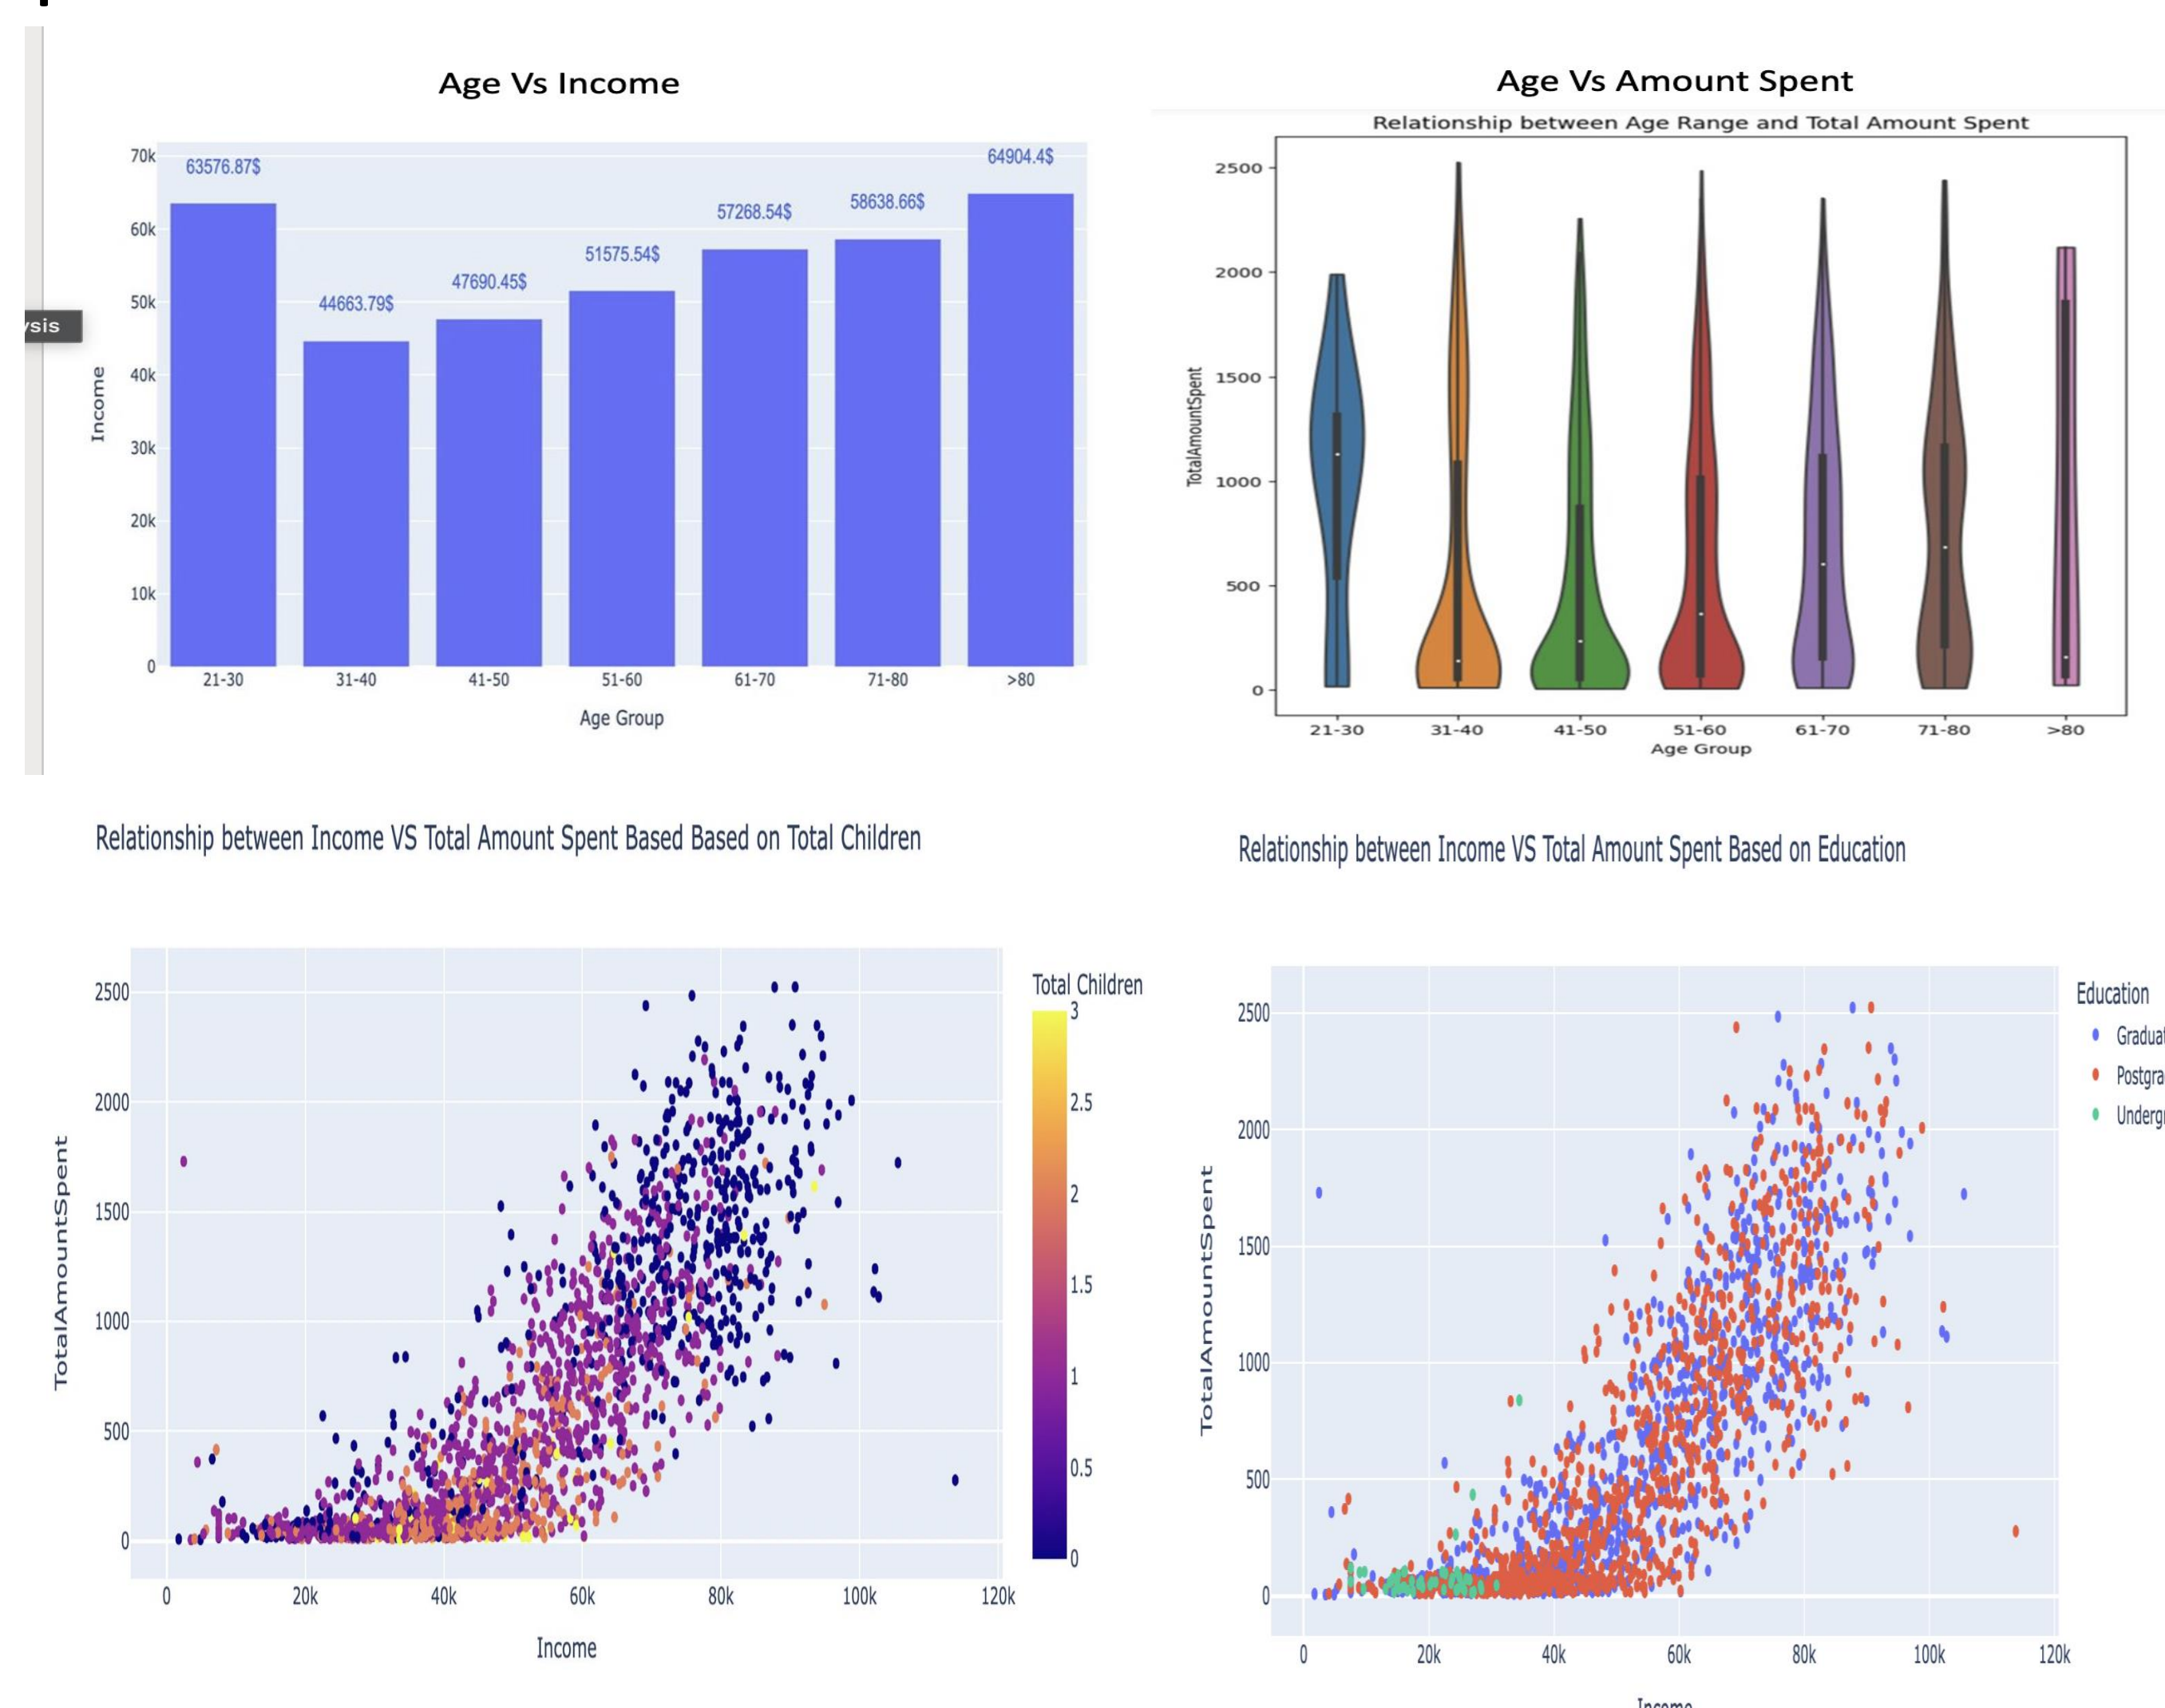 Age Vs Income
70k
60k
50k
40k
30k
20k
10k
0
Income
63576.87$
44663.79$
47690.45$
51575.54$
57268.54$
58638.66$
64904.4$
21-30
31-40
41-50
51-60
61-70
71-80
>80
Age Group
ysis
Age Vs Amount Spent
Relationship between Age Range and Total Amount Spent
2500
2000
1500
1000
500
0
TotalAmountSpent
21-30
31-40
41-50
51-60
61-70
71-80
>80
Age Group
Relationship between Income VS Total Amount Spent Based Based on Total Children
2500
2000
1500
1000
500
0
TotalAmountSpent
0
20k
40k
60k
80k
100k
120k
Income
Total Children
3
2.5
2
1.5
1
0.5
0
Relationship between Income VS Total Amount Spent Based on Education
2500
2000
1500
1000
500
0
TotalAmountSpent
0
20k
40k
60k
80k
100k
120k
Income
Education
Graduat
Postgra
Undergr